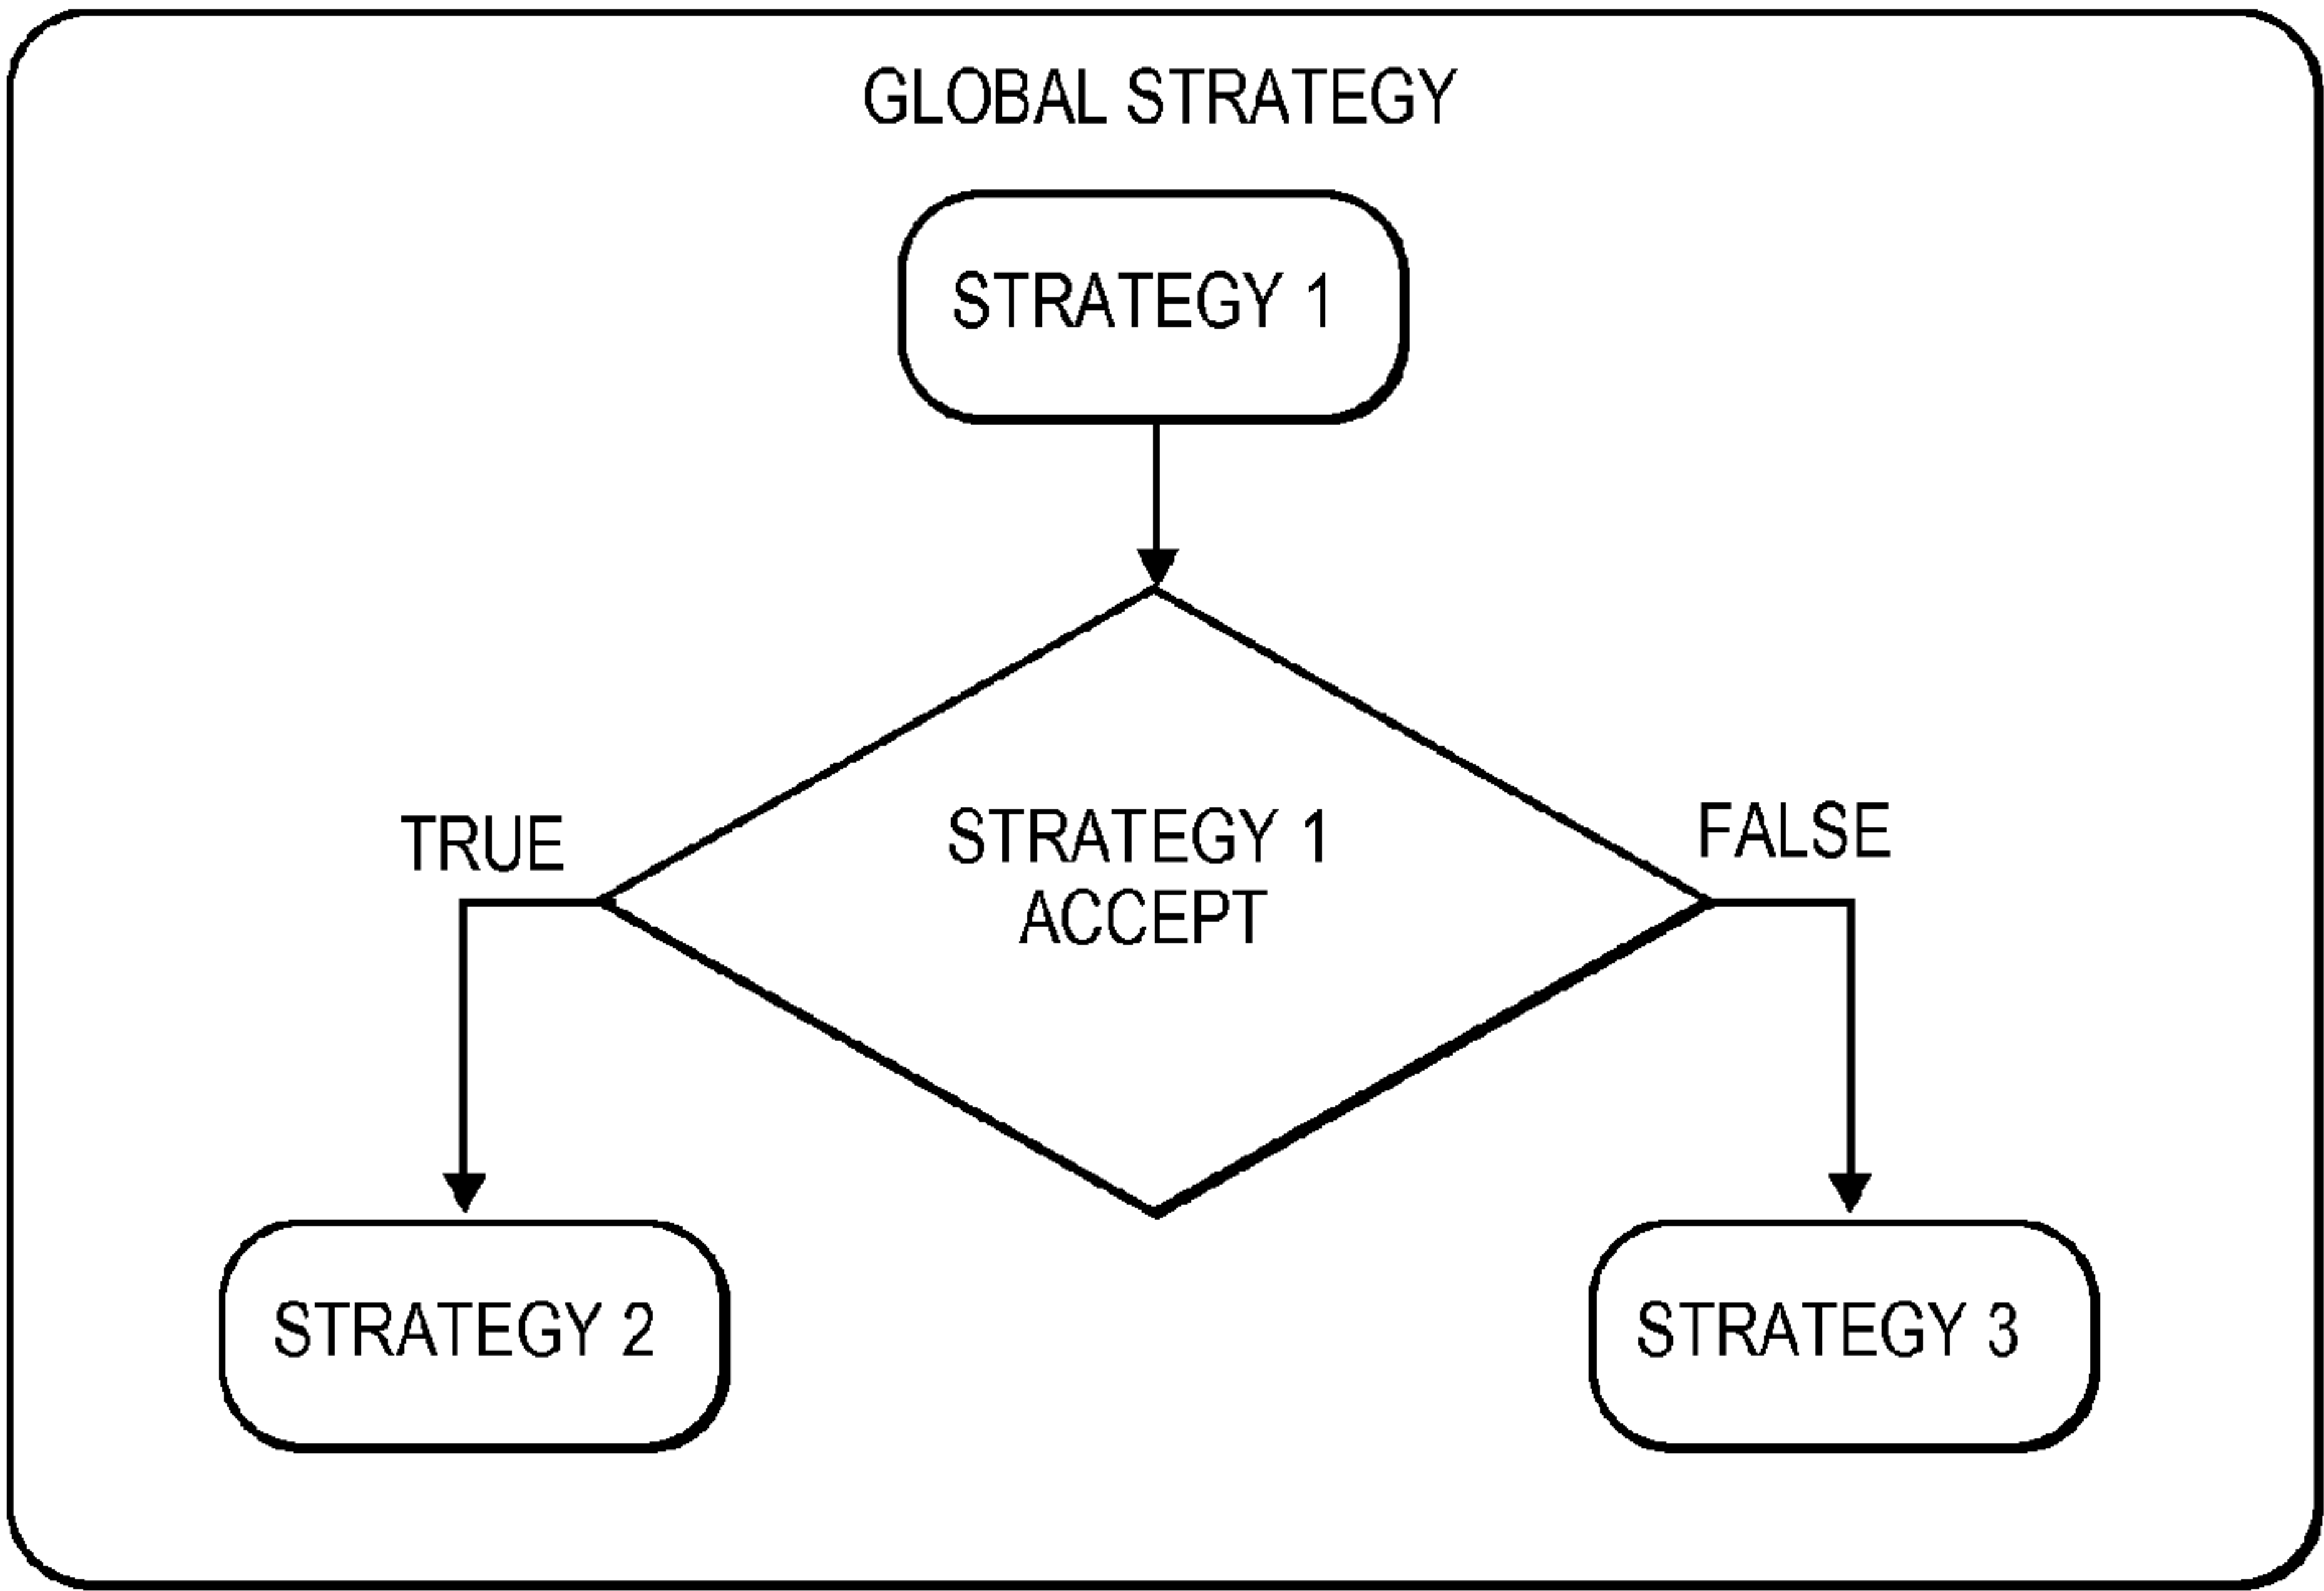 GLOBAL STRATEGY
STRATEGY 1
TRUE
STRATEGY 1
ACCEPT
FALSE
STRATEGY 2
STRATEGY 3